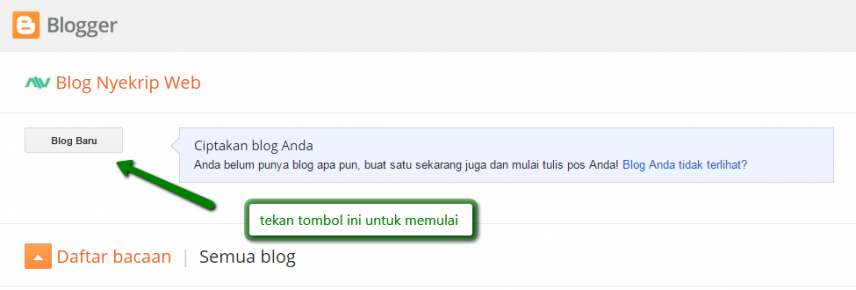 Blogger
Blog Nyekrip Web
Blog Baru
Ciptakan blog Anda
Anda belum punya blog apa pun, buat satu sekarang juga dan mulai tulis pos Anda! Blog Anda tidak terlihat?
tekan tombol ini untuk memulai
Daftar bacaan | Semua blog